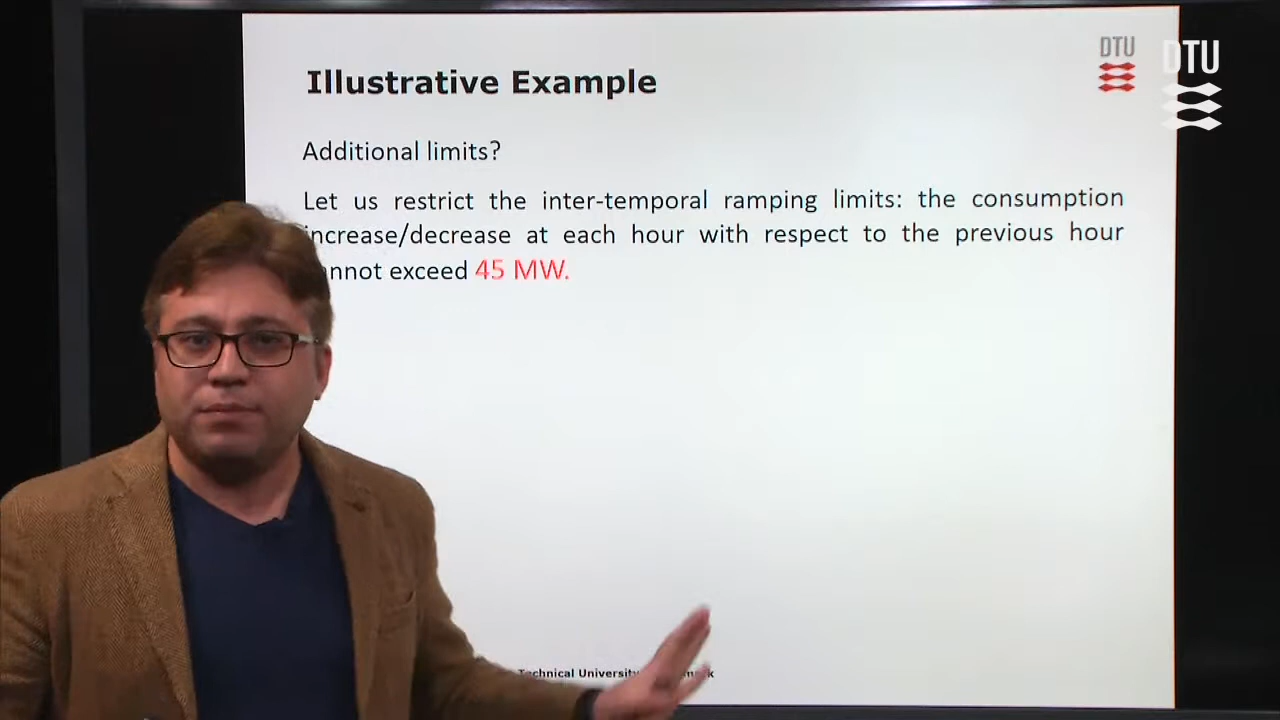 DTU
DTU
Illustrative Example
Additional limits?
Let us restrict the inter-temporal ramping limits: the consumption
increase/decrease at each hour with respect to the previous hour
cannot exceed 45 MW.
Technical University